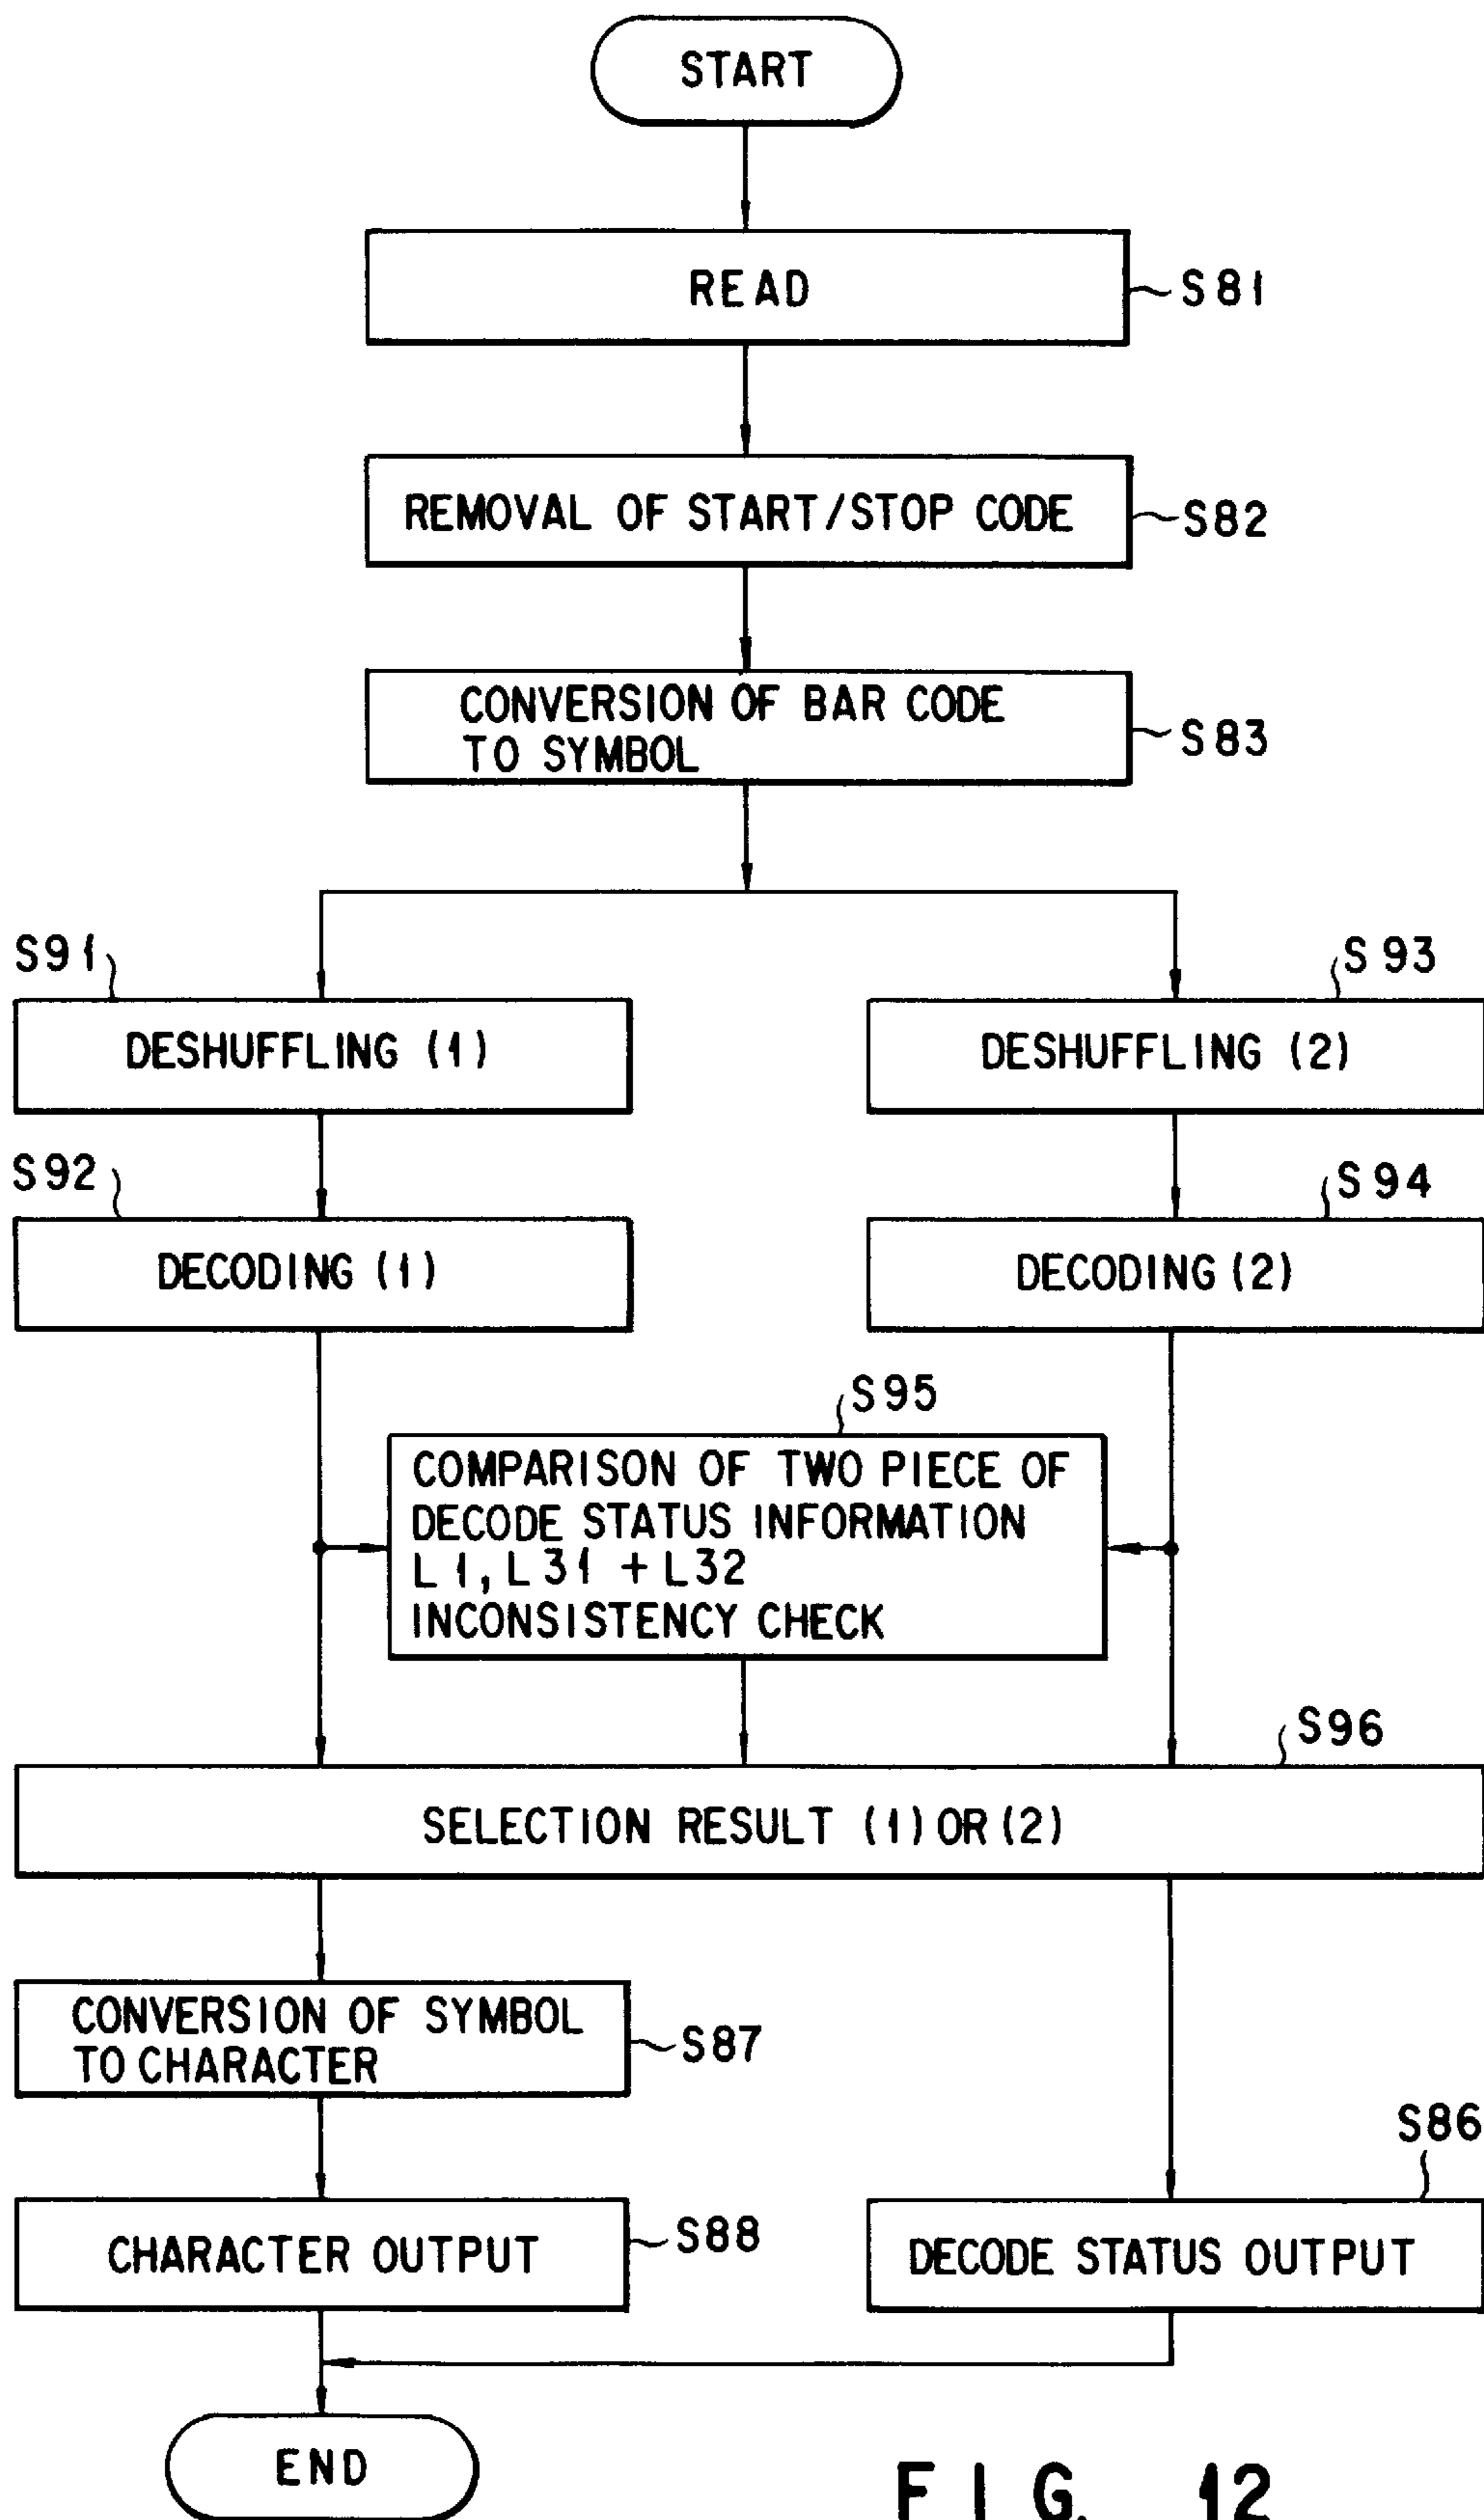 START
READ
S81
REMOVAL OF START/STOP CODE
S82
CONVERSION OF BAR CODE
TO SYMBOL
S83
S91
S93
DESHUFFLING (1)
DESHUFFLING (2)
S92
S94
DECODING (1)
DECODING (2)
S95
COMPARISON OF TWO PIECE OF
DECODE STATUS INFORMATION
L1, L31 + L32
INCONSISTENCY CHECK
S96
SELECTION RESULT (1) OR (2)
CONVERSION OF SYMBOL
TO CHARACTER
S87
S86
CHARACTER OUTPUT
S88
DECODE STATUS OUTPUT
END
FIG. 12